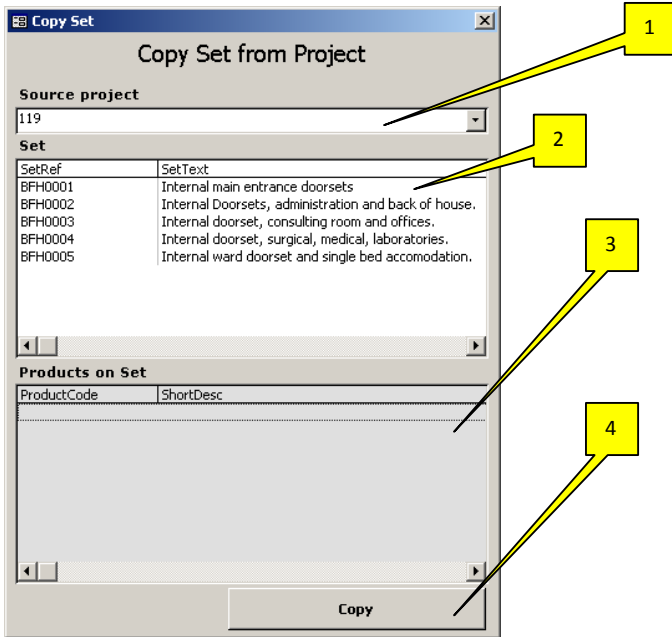 Copy Set
1
Copy Set from Project
Source project
119
2
Set
SetRef SetText
BFH0001 Internal main entrance doorsets
BFH0002 Internal Doorsets, administration and back of house.
BFH0003 Internal doorset, consulting room and offices.
BFH0004 Internal doorset, surgical, medical, laboratories.
BFH0005 Internal ward doorset and single bed accomodation.
3
Products on Set
ProductCode ShortDesc
4
Copy